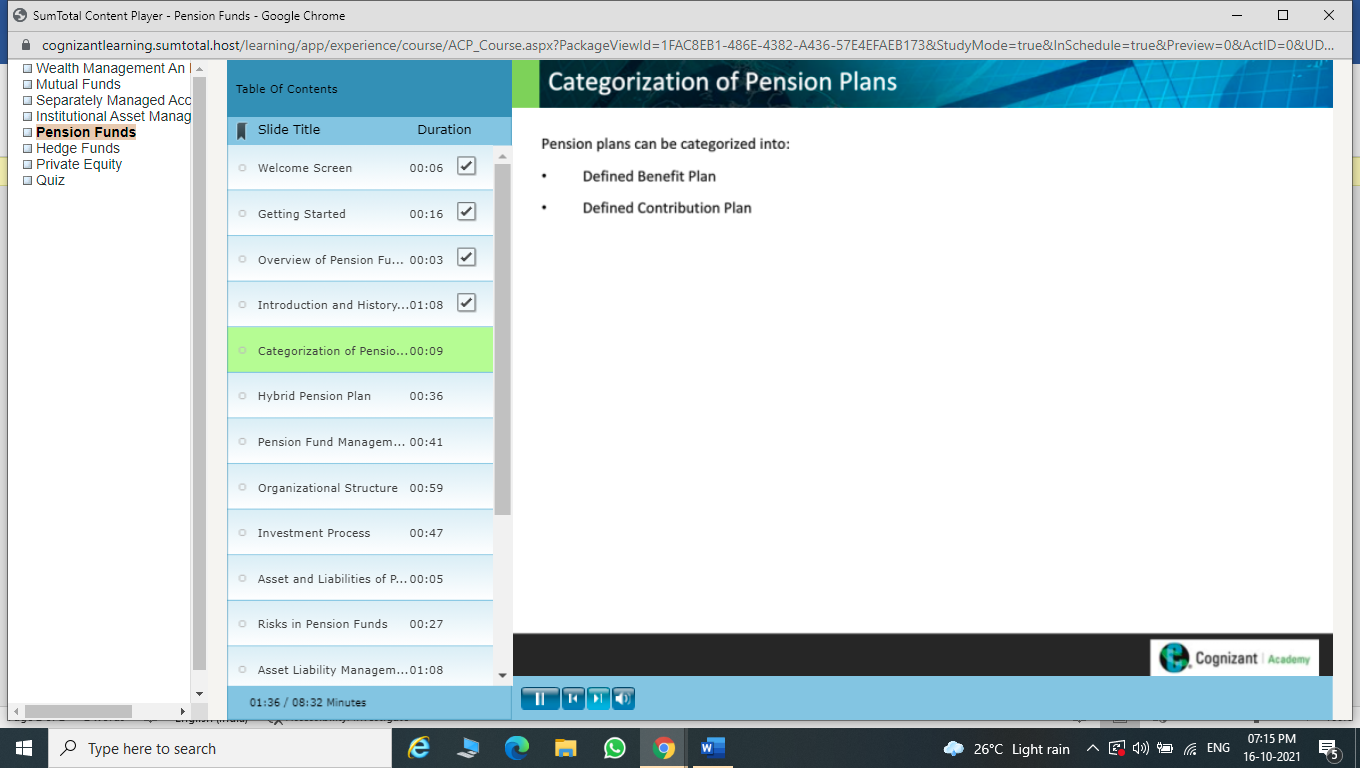 SumTotal Content Player - Pension Funds - Google Chrome
cognizantlearning.sumtotal.host/learning/app/experience/course/ACP_Course.aspx?PackageViewId=1FAC8EB1-486E-4382-A436-57E4EFAEB173&StudyMode=true&InSchedule=true&Preview=0&ActID=0&UD...
Wealth Management An I
Mutual Funds
Separately Managed Acc
Institutional Asset Manag
Pension Funds
Hedge Funds
Private Equity
Quiz
Table Of Contents
Slide Title Duration
Welcome Screen 00:06
Getting Started 00:16
Overview of Pension Fu... 00:03
Introduction and History... 01:08
Categorization of Pensio... 00:09
Hybrid Pension Plan 00:36
Pension Fund Managem... 00:41
Organizational Structure 00:59
Investment Process 00:47
Asset and Liabilities of P... 00:05
Risks in Pension Funds 00:27
Asset Liability Managem... 01:08
01:36 / 08:32 Minutes
Categorization of Pension Plans
Pension plans can be categorized into:
• Defined Benefit Plan
• Defined Contribution Plan
Cognizant | Academy
Type here to search
26°C Light rain
ENG
07:15 PM
16-10-2021
5